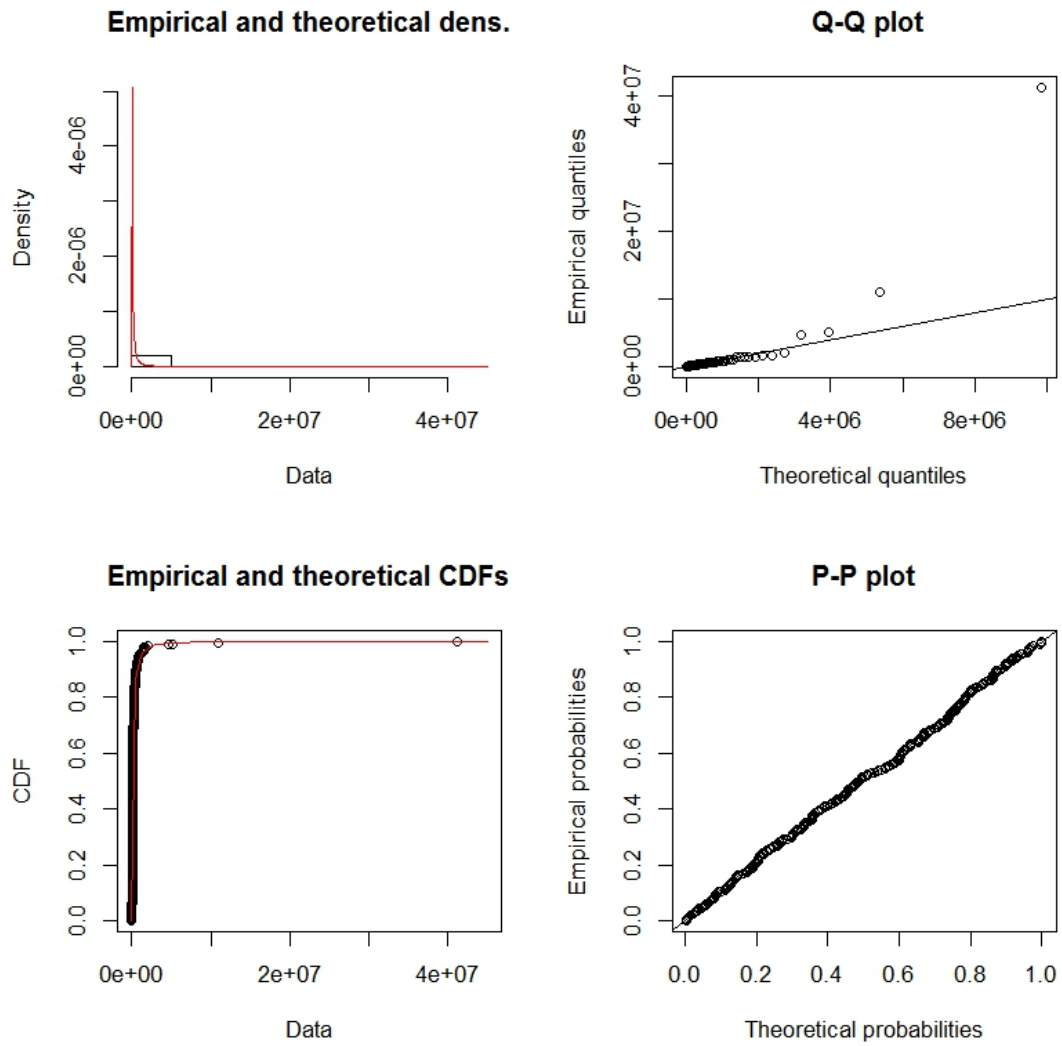 Empirical and theoretical dens.
Density
0e+00 2e-06 4e-06
0e+00 2e+07 4e+07
Data
Q-Q plot
Empirical quantiles
0e+00 2e+07 4e+07
0e+00 4e+06 8e+06
Theoretical quantiles
Empirical and theoretical CDFs
CDF
0.0 0.2 0.4 0.6 0.8 1.0
0e+00 2e+07 4e+07
Data
P-P plot
Empirical probabilities
0.0 0.2 0.4 0.6 0.8 1.0
0.0 0.2 0.4 0.6 0.8 1.0
Theoretical probabilities